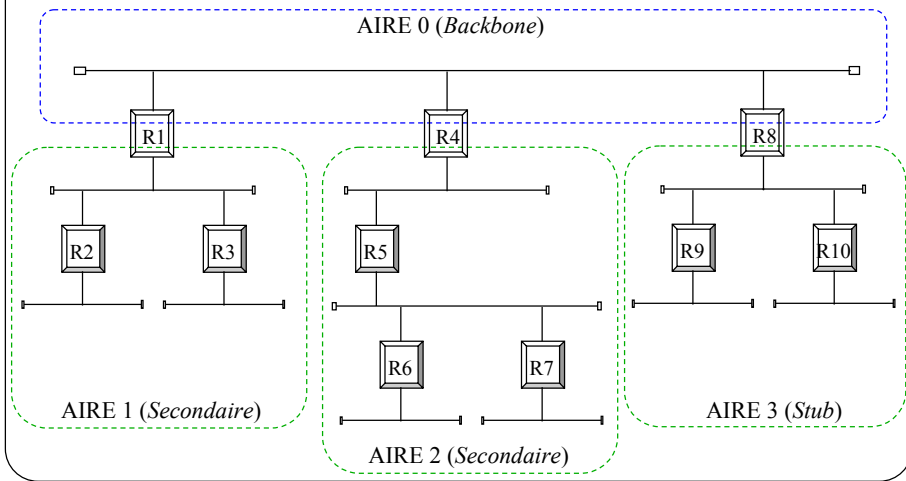 AIRE 0 (Backbone)
R1
R4
R8
R2
R3
R5
R9
R10
R6
R7
AIRE 1 (Secondaire)
AIRE 3 (Stub)
AIRE 2 (Secondaire)